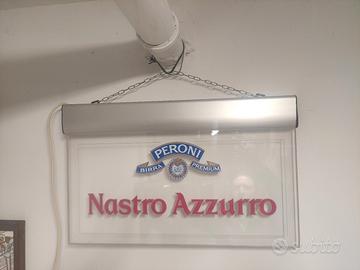 PERONI
BIRRA PREMIUM
Nastro Azzurro
subito